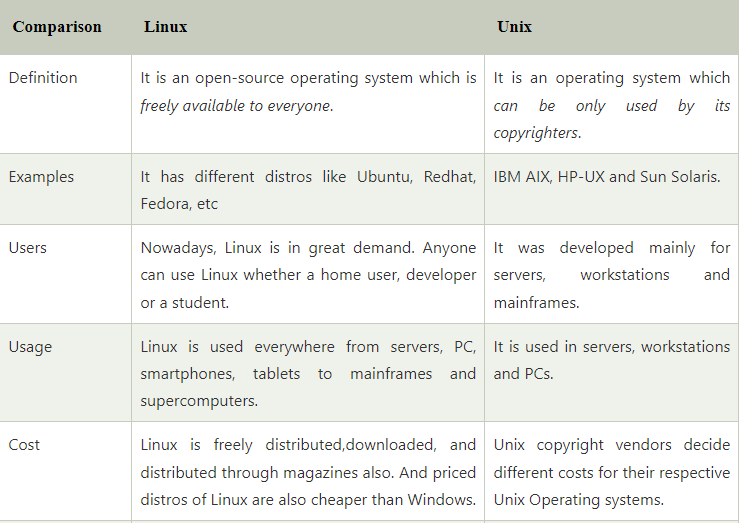 Comparison Linux Unix
Definition It is an open-source operating system which is It is an operating system which
freely available to everyone. can be only used by its
copyrighters.
Examples It has different distros like Ubuntu, Redhat, IBM AIX, HP-UX and Sun Solaris.
Fedora, etc
Users Nowadays, Linux is in great demand. Anyone It was developed mainly for
can use Linux whether a home user, developer servers, workstations and
or a student. mainframes.
Usage Linux is used everywhere from servers, PC, It is used in servers, workstations
smartphones, tablets to mainframes and and PCs.
supercomputers.
Cost Linux is freely distributed,downloaded, and Unix copyright vendors decide
distributed through magazines also. And priced different costs for their respective
distros of Linux are also cheaper than Windows. Unix Operating systems.